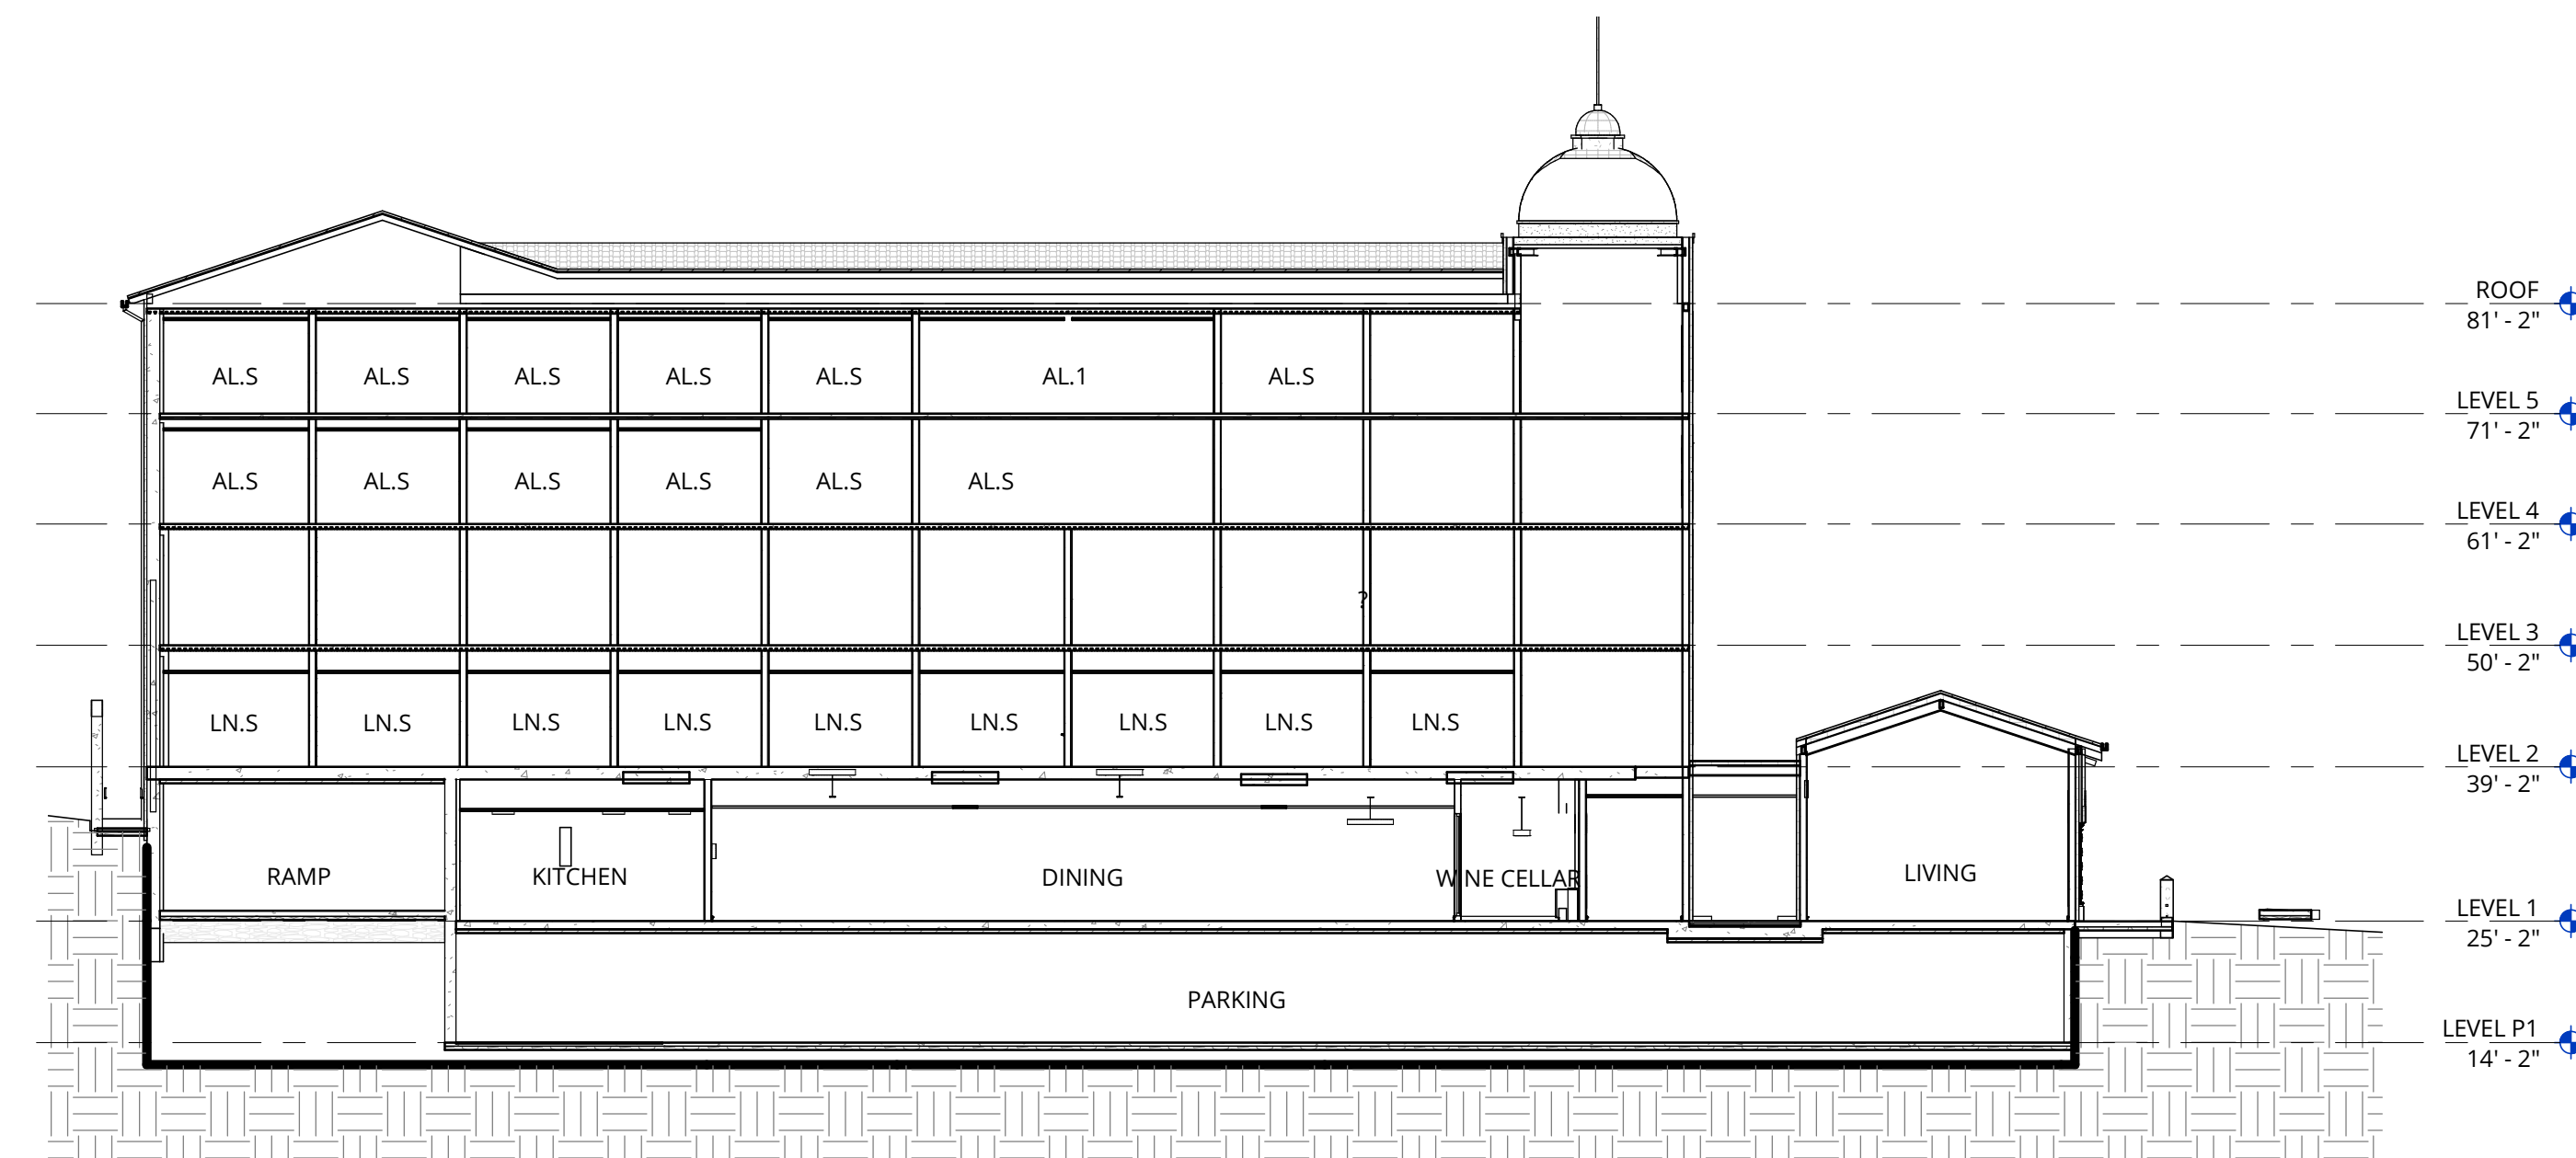 ROOF
81' - 2"
AL.S AL.S AL.S AL.S AL.S AL.1 AL.S
LEVEL 5
71' - 2"
AL.S AL.S AL.S AL.S AL.S AL.S
LEVEL 4
61' - 2"
?
LEVEL 3
50' - 2"
LN.S LN.S LN.S LN.S LN.S LN.S LN.S LN.S LN.S
LEVEL 2
39' - 2"
RAMP KITCHEN DINING WINE CELLAR LIVING
LEVEL 1
25' - 2"
PARKING
LEVEL P1
14' - 2"